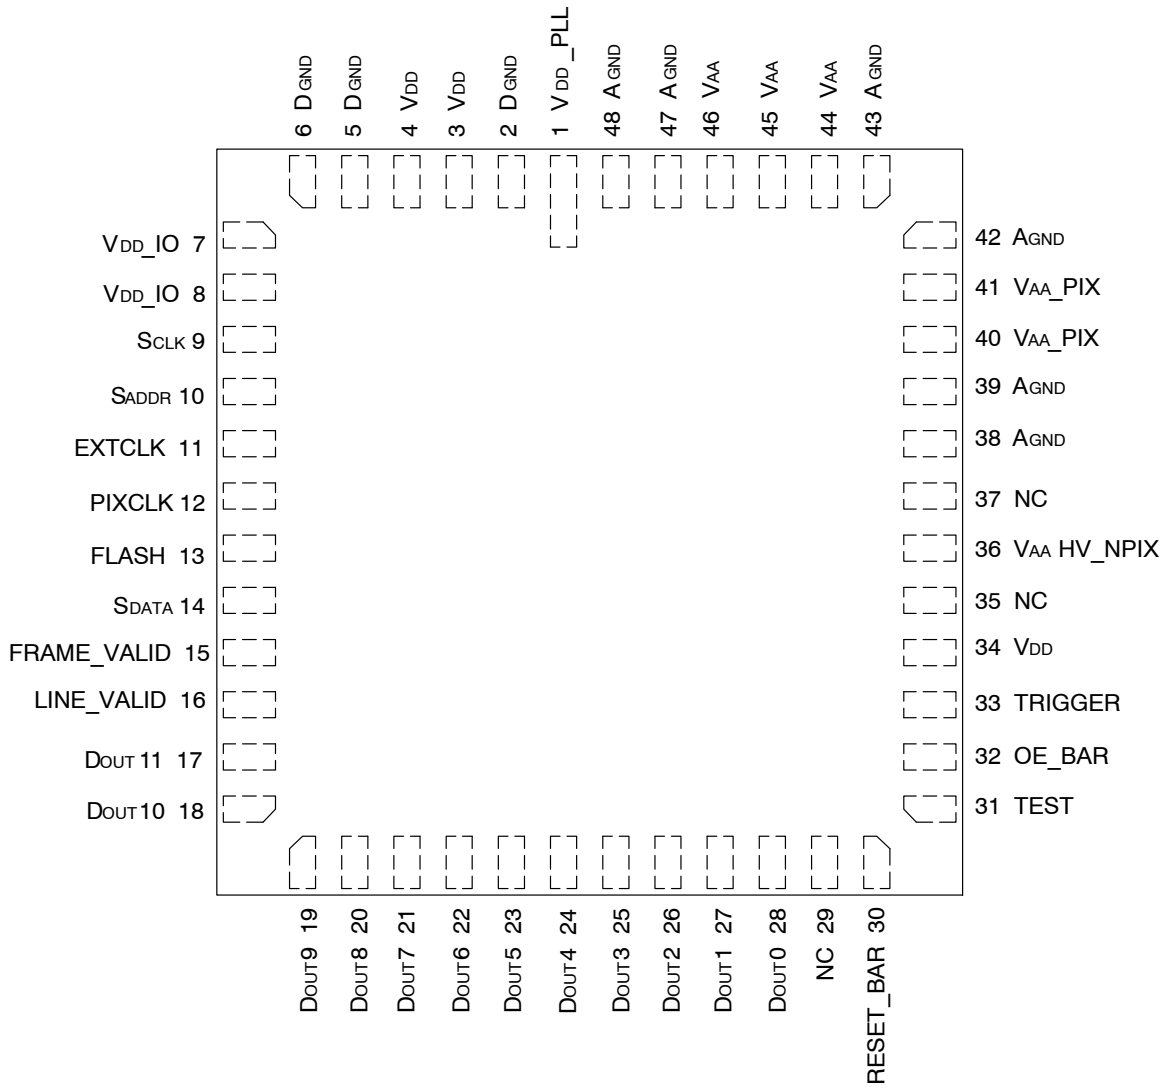 6 DGND
5 DGND
4 VDD
3 VDD
2 DGND
1 VDD_PLL
48 AGND
47 AGND
46 VAA
45 VAA
44 VAA
43 AGND
VDD_IO 7
VDD_IO 8
SCLK 9
SADDR 10
EXTCLK 11
PIXCLK 12
FLASH 13
SDATA 14
FRAME_VALID 15
LINE_VALID 16
DOUT11 17
DOUT10 18
42 AGND
41 VAA_PIX
40 VAA_PIX
39 AGND
38 AGND
37 NC
36 VAA HV_NPIX
35 NC
34 VDD
33 TRIGGER
32 OE_BAR
31 TEST
DOUT9 19
DOUT8 20
DOUT7 21
DOUT6 22
DOUT5 23
DOUT4 24
DOUT3 25
DOUT2 26
DOUT1 27
DOUT0 28
NC 29
RESET_BAR 30